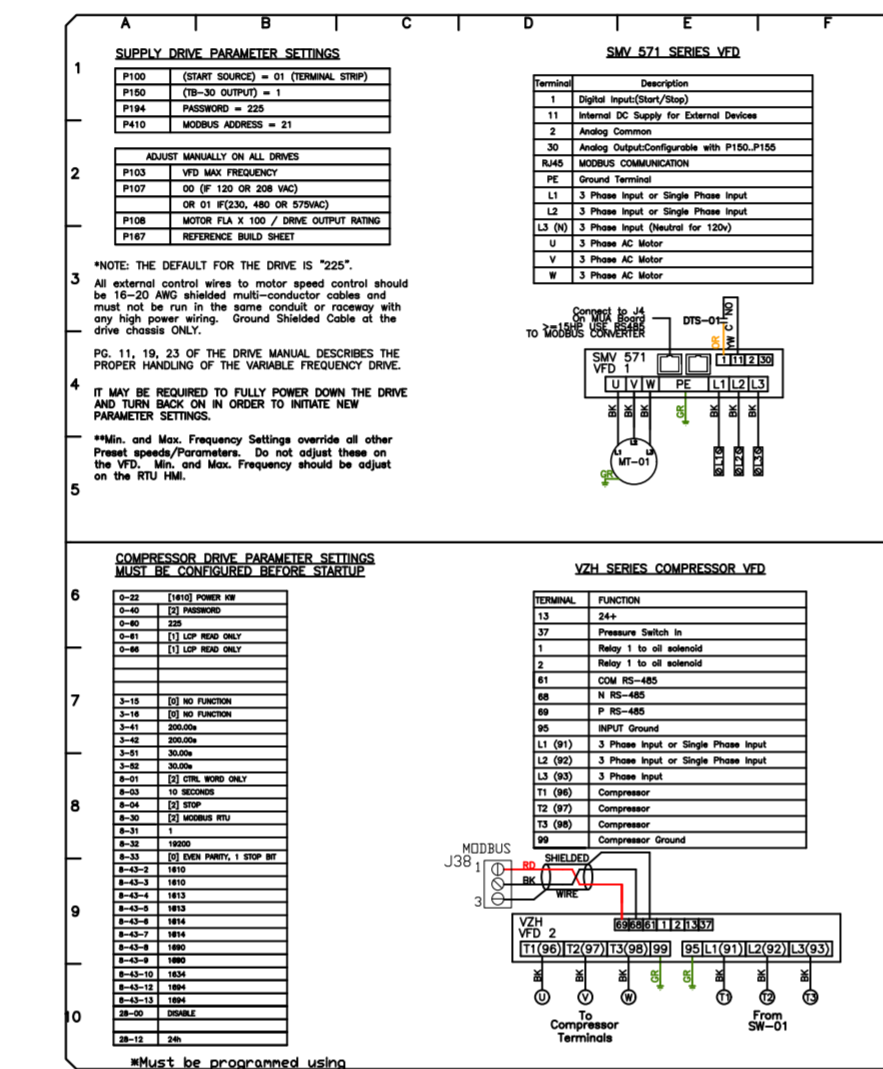 A B C D E F
1
2
3
4
5
6
7
8
9
10
SUPPLY DRIVE PARAMETER SETTINGS
P100 (START SOURCE) = 01 (TERMINAL STRIP)
P150 (TB-30 OUTPUT) = 1
P194 PASSWORD = 225
P410 MODBUS ADDRESS = 21
ADJUST MANUALLY ON ALL DRIVES
P103 VFD MAX FREQUENCY
P107 00 (IF 120 OR 208 VAC)
OR 01 IF(230, 480 OR 575VAC)
P108 MOTOR FLA X 100 / DRIVE OUTPUT RATING
P167 REFERENCE BUILD SHEET
*NOTE: THE DEFAULT FOR THE DRIVE IS "225".
All external control wires to motor speed control should
be 16-20 AWG shielded multi-conductor cables and
must not be run in the same conduit or raceway with
any high power wiring. Ground Shielded Cable at the
drive chassis ONLY.
PG. 11, 19, 23 OF THE DRIVE MANUAL DESCRIBES THE
PROPER HANDLING OF THE VARIABLE FREQUENCY DRIVE.
IT MAY BE REQUIRED TO FULLY POWER DOWN THE DRIVE
AND TURN BACK ON IN ORDER TO INITIATE NEW
PARAMETER SETTINGS.
**Min. and Max. Frequency Settings override all other
Preset speeds/Parameters. Do not adjust these on
the VFD. Min. and Max. Frequency should be adjust
on the RTU HMI.
SMV 571 SERIES VFD
Terminal Description
1 Digital Input:(Start/Stop)
11 Internal DC Supply for External Devices
2 Analog Common
30 Analog Output:Configurable with P150..P155
RJ45 MODBUS COMMUNICATION
PE Ground Terminal
L1 3 Phase Input or Single Phase Input
L2 3 Phase Input or Single Phase Input
L3 (N) 3 Phase Input (Neutral for 120v)
U 3 Phase AC Motor
V 3 Phase AC Motor
W 3 Phase AC Motor
Connect to J4
On MUA Board
>=15HP USE RS485
TO MODBUS CONVERTER
DTS-01
C NO
OR YW
SMV 571
VFD 1
1 11 2 30
U V W PE L1 L2 L3
BK BK BK GR BK BK BK
L1 L2 L3
MT-01
GR
ØL1Ø ØL2Ø ØL3Ø
COMPRESSOR DRIVE PARAMETER SETTINGS
MUST BE CONFIGURED BEFORE STARTUP
0-22 [1610] POWER KW
0-40 [2] PASSWORD
0-60 225
0-61 [1] LCP READ ONLY
0-66 [1] LCP READ ONLY
3-15 [0] NO FUNCTION
3-16 [0] NO FUNCTION
3-41 200.00s
3-42 200.00s
3-51 30.00s
3-52 30.00s
8-01 [2] CTRL WORD ONLY
8-03 10 SECONDS
8-04 [2] STOP
8-30 [2] MODBUS RTU
8-31 1
8-32 19200
8-33 [0] EVEN PARITY, 1 STOP BIT
8-43-2 1610
8-43-3 1610
8-43-4 1613
8-43-5 1613
8-43-6 1614
8-43-7 1614
8-43-8 1690
8-43-9 1690
8-43-10 1634
8-43-12 1694
8-43-13 1694
28-00 DISABLE
28-12 24h
*Must be programmed using
VZH SERIES COMPRESSOR VFD
TERMINAL FUNCTION
13 24+
37 Pressure Switch In
1 Relay 1 to oil solenoid
2 Relay 1 to oil solenoid
61 COM RS-485
68 N RS-485
69 P RS-485
95 INPUT Ground
L1 (91) 3 Phase Input or Single Phase Input
L2 (92) 3 Phase Input or Single Phase Input
L3 (93) 3 Phase Input
T1 (96) Compressor
T2 (97) Compressor
T3 (98) Compressor
99 Compressor Ground
MODBUS
J38 1
3
RD
BK
SHIELDED
WIRE
VZH
VFD 2
69 68 61 1 2 13 37
T1(96) T2(97) T3(98) 99 95 L1(91) L2(92) L3(93)
BK BK BK GR GR BK BK BK
U V W T1 T2 T3
To
Compressor
Terminals
From
SW-01